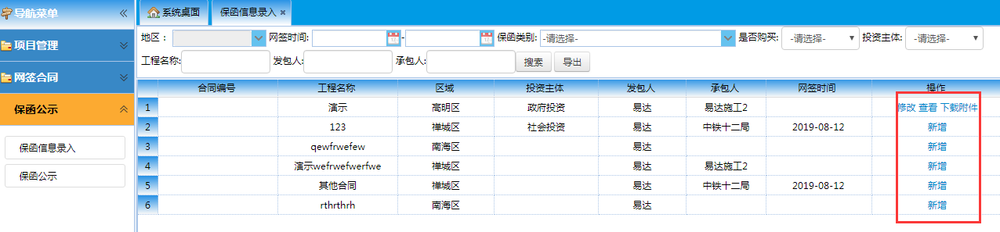 导航菜单
系统桌面 保函信息录入
地区： 网签时间: - 保函类别: -请选择- 是否购买: -请选择- 投资主体: -请选择-
项目管理
工程名称: 发包人: 承包人: 搜索 导出
网签合同
合同编号 工程名称 区域 投资主体 发包人 承包人 网签时间 操作
保函公示
1 演示 高明区 政府投资 易达 易达施工2 修改 查看 下载附件
2 123 禅城区 社会投资 易达 中铁十二局 2019-08-12 新增
3 qewfrwefew 南海区 易达 新增
保函信息录入
4 演示wefrwefwerfwe 禅城区 易达 易达施工2 新增
保函公示
5 其他合同 禅城区 易达 中铁十二局 2019-08-12 新增
6 rthrthrh 南海区 易达 新增